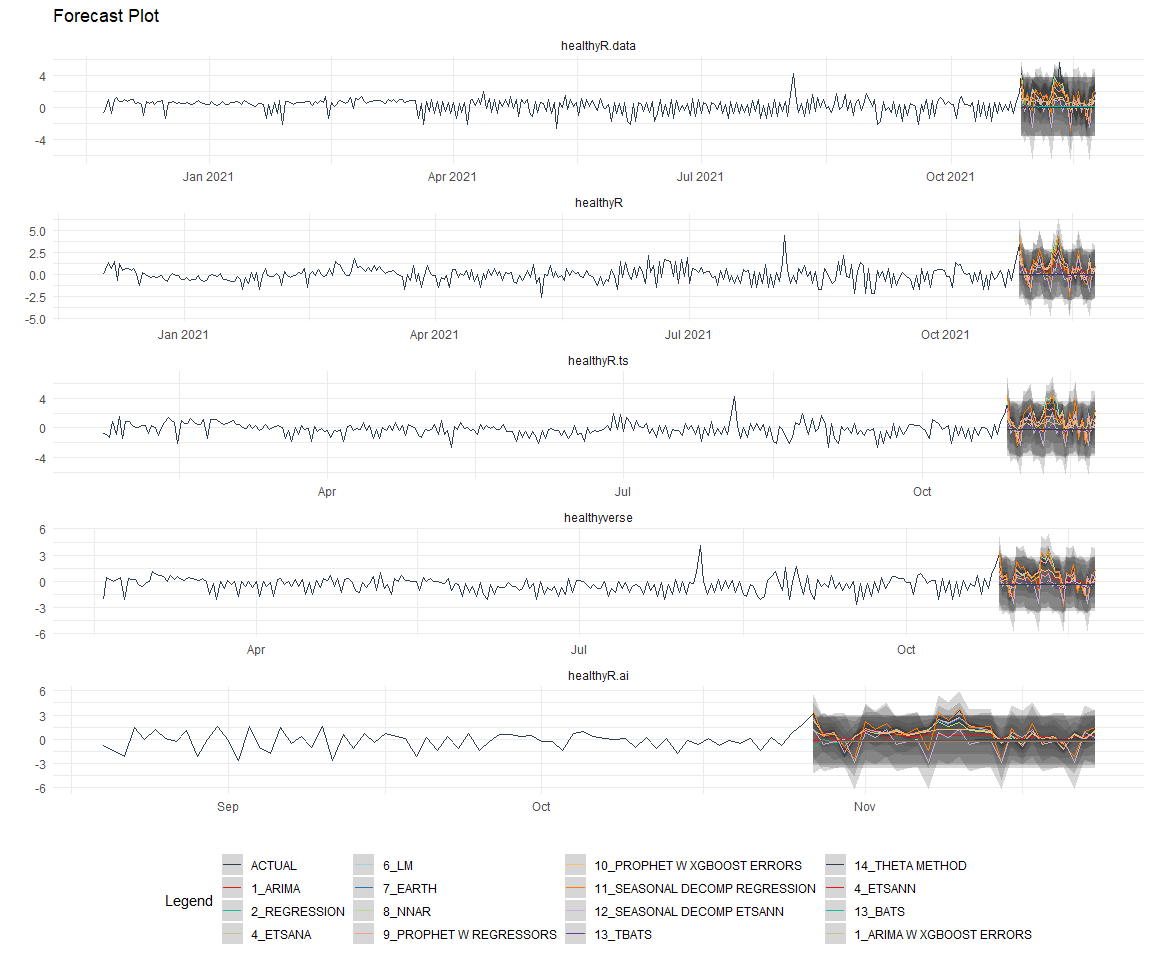 Forecast Plot
healthyR.data
4
0
-4
Jan 2021 Apr 2021 Jul 2021 Oct 2021
healthyR
5.0
2.5
0.0
-2.5
-5.0
Jan 2021 Apr 2021 Jul 2021 Oct 2021
healthyR.ts
4
0
-4
Apr Jul Oct
healthyverse
6
3
0
-3
-6
Apr Jul Oct
healthyR.ai
6
3
0
-3
-6
Sep Oct Nov
Legend
ACTUAL 6_LM 10_PROPHET W XGBOOST ERRORS 14_THETA METHOD
1_ARIMA 7_EARTH 11_SEASONAL DECOMP REGRESSION 4_ETSANN
2_REGRESSION 8_NNAR 12_SEASONAL DECOMP ETSANN 13_BATS
4_ETSANA 9_PROPHET W REGRESSORS 13_TBATS 1_ARIMA W XGBOOST ERRORS